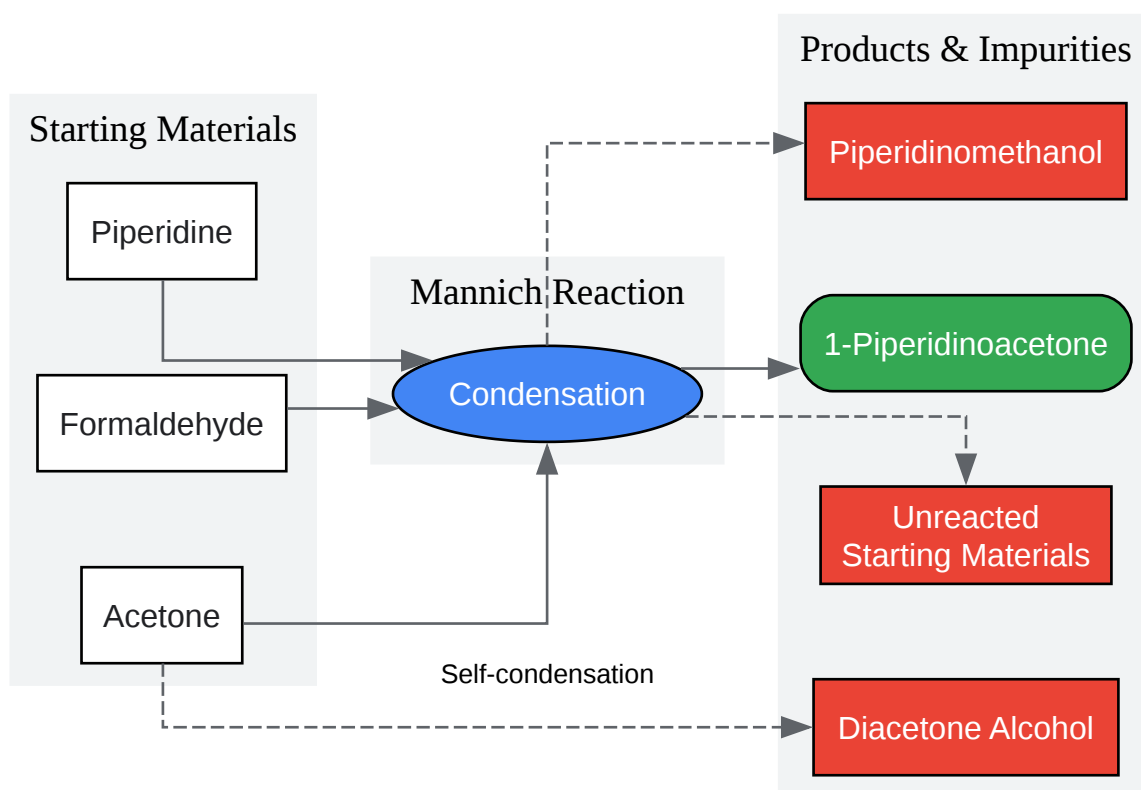 Products & Impurities
Starting Materials
Piperidinomethanol
Piperidine
Mannich Reaction
1-Piperidinoacetone
Condensation
Formaldehyde
Unreacted
Starting Materials
Acetone
Self-condensation
Diacetone Alcohol